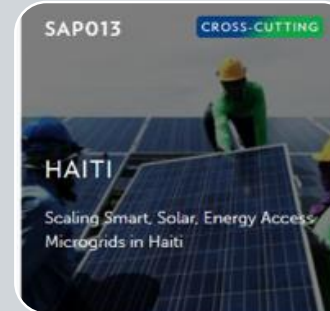 SAP013
CROSS-CUTTING
HAITI
Scaling Smart, Solar, Energy Access
Microgrids in Haiti